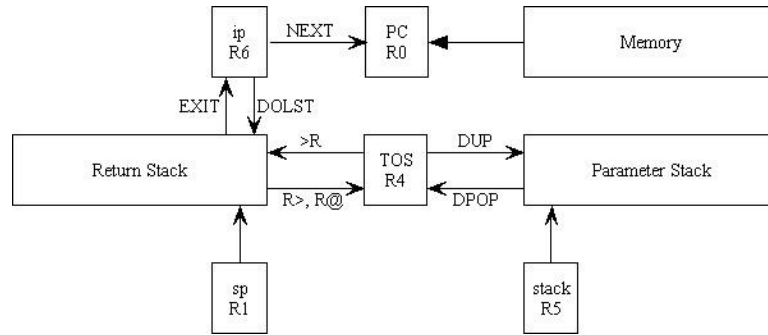 ip
R6
NEXT
PC
R0
Memory
EXIT
DOLST
Return Stack
>R
R>, R@
TOS
R4
DUP
DPOP
Parameter Stack
sp
R1
stack
R5